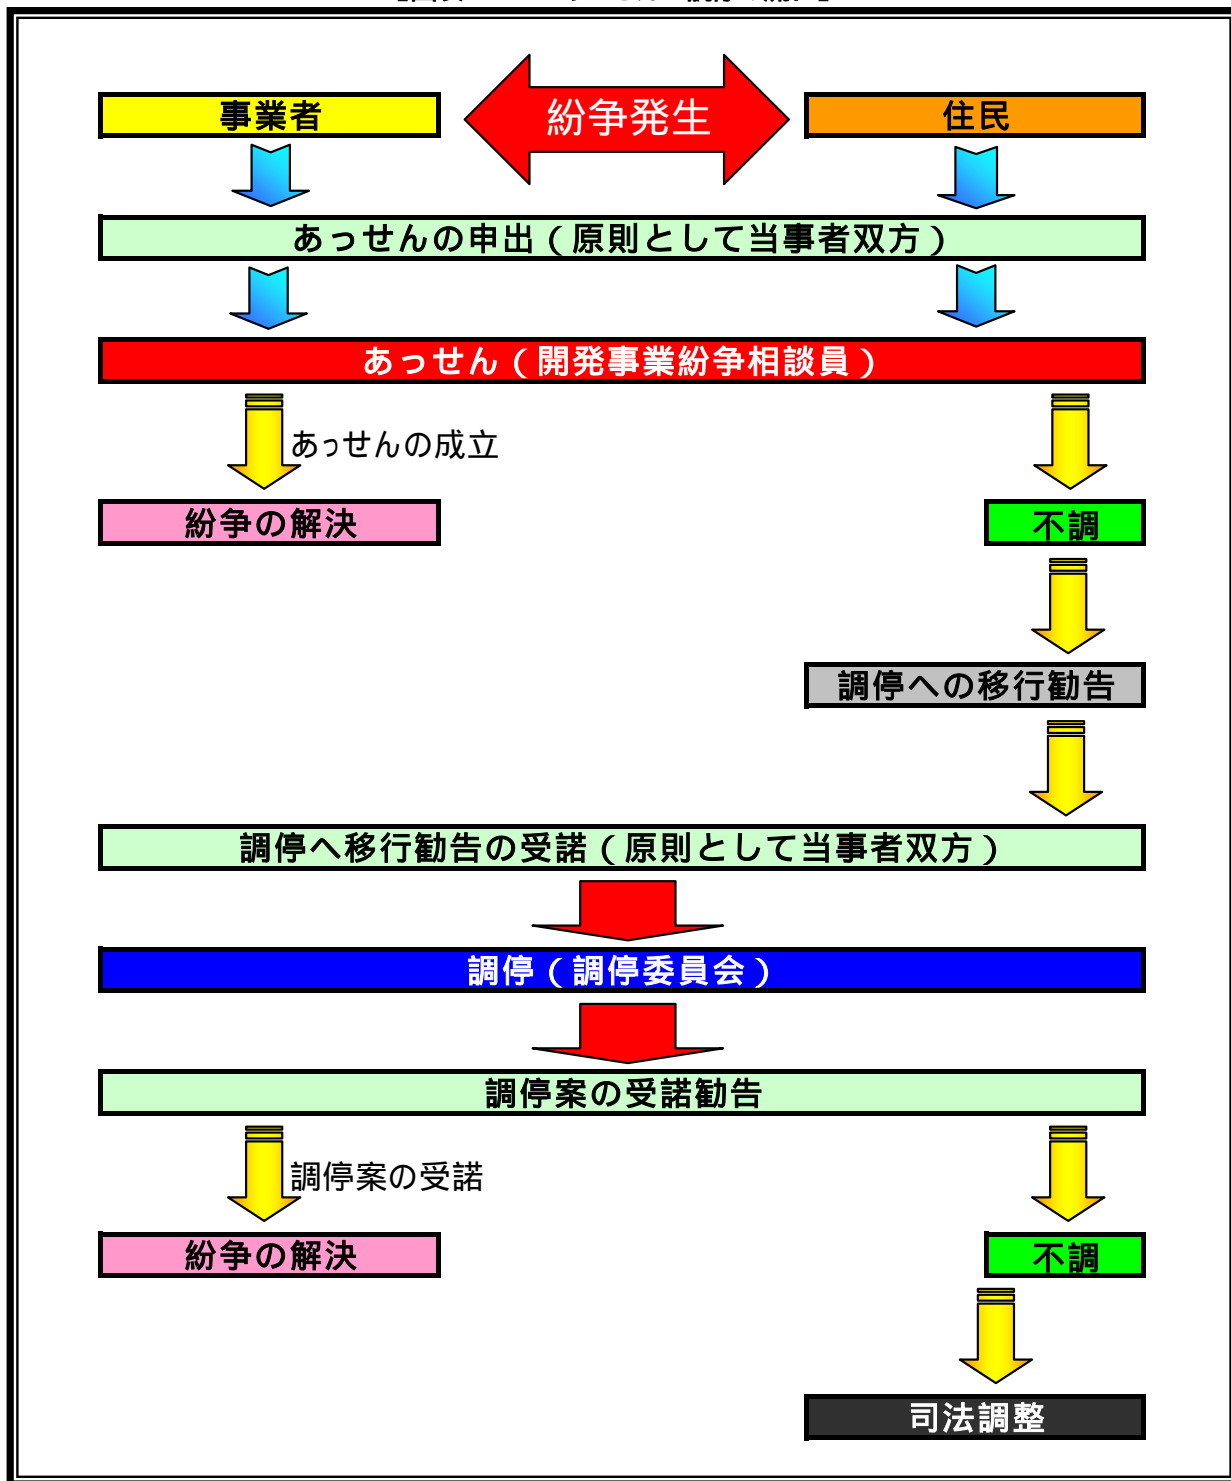 事業者
紛争発生
住民
あっせんの申出（原則として当事者双方）
あっせん（開発事業紛争相談員）
あっせんの成立
紛争の解決
不調
調停への移行勧告
調停へ移行勧告の受諾（原則として当事者双方）
調停（調停委員会）
調停案の受諾勧告
調停案の受諾
紛争の解決
不調
司法調整